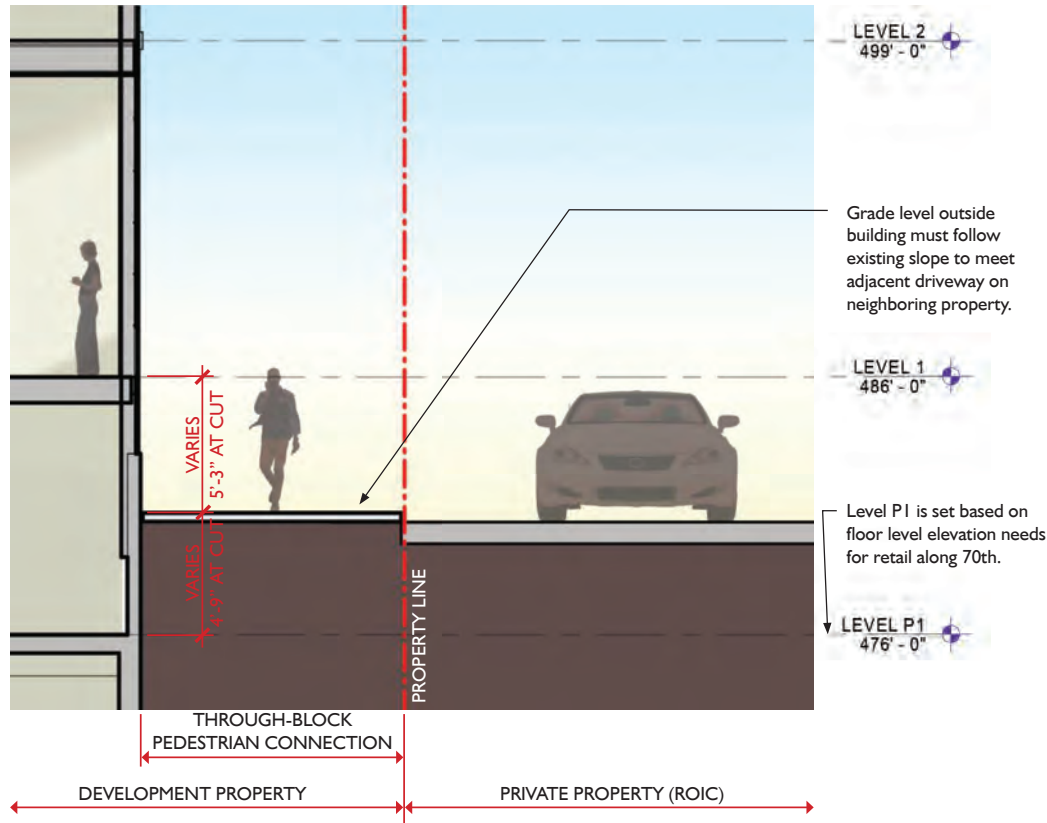 LEVEL 2
499' - 0"
Grade level outside
building must follow
existing slope to meet
adjacent driveway on
neighboring property.
LEVEL 1
486' - 0"
VARIES
5'-3" AT CUT
Level P1 is set based on
floor level elevation needs
for retail along 70th.
VARIES
4'-9" AT CUT
PROPERTY LINE
LEVEL P1
476' - 0"
THROUGH-BLOCK
PEDESTRIAN CONNECTION
DEVELOPMENT PROPERTY
PRIVATE PROPERTY (ROIC)